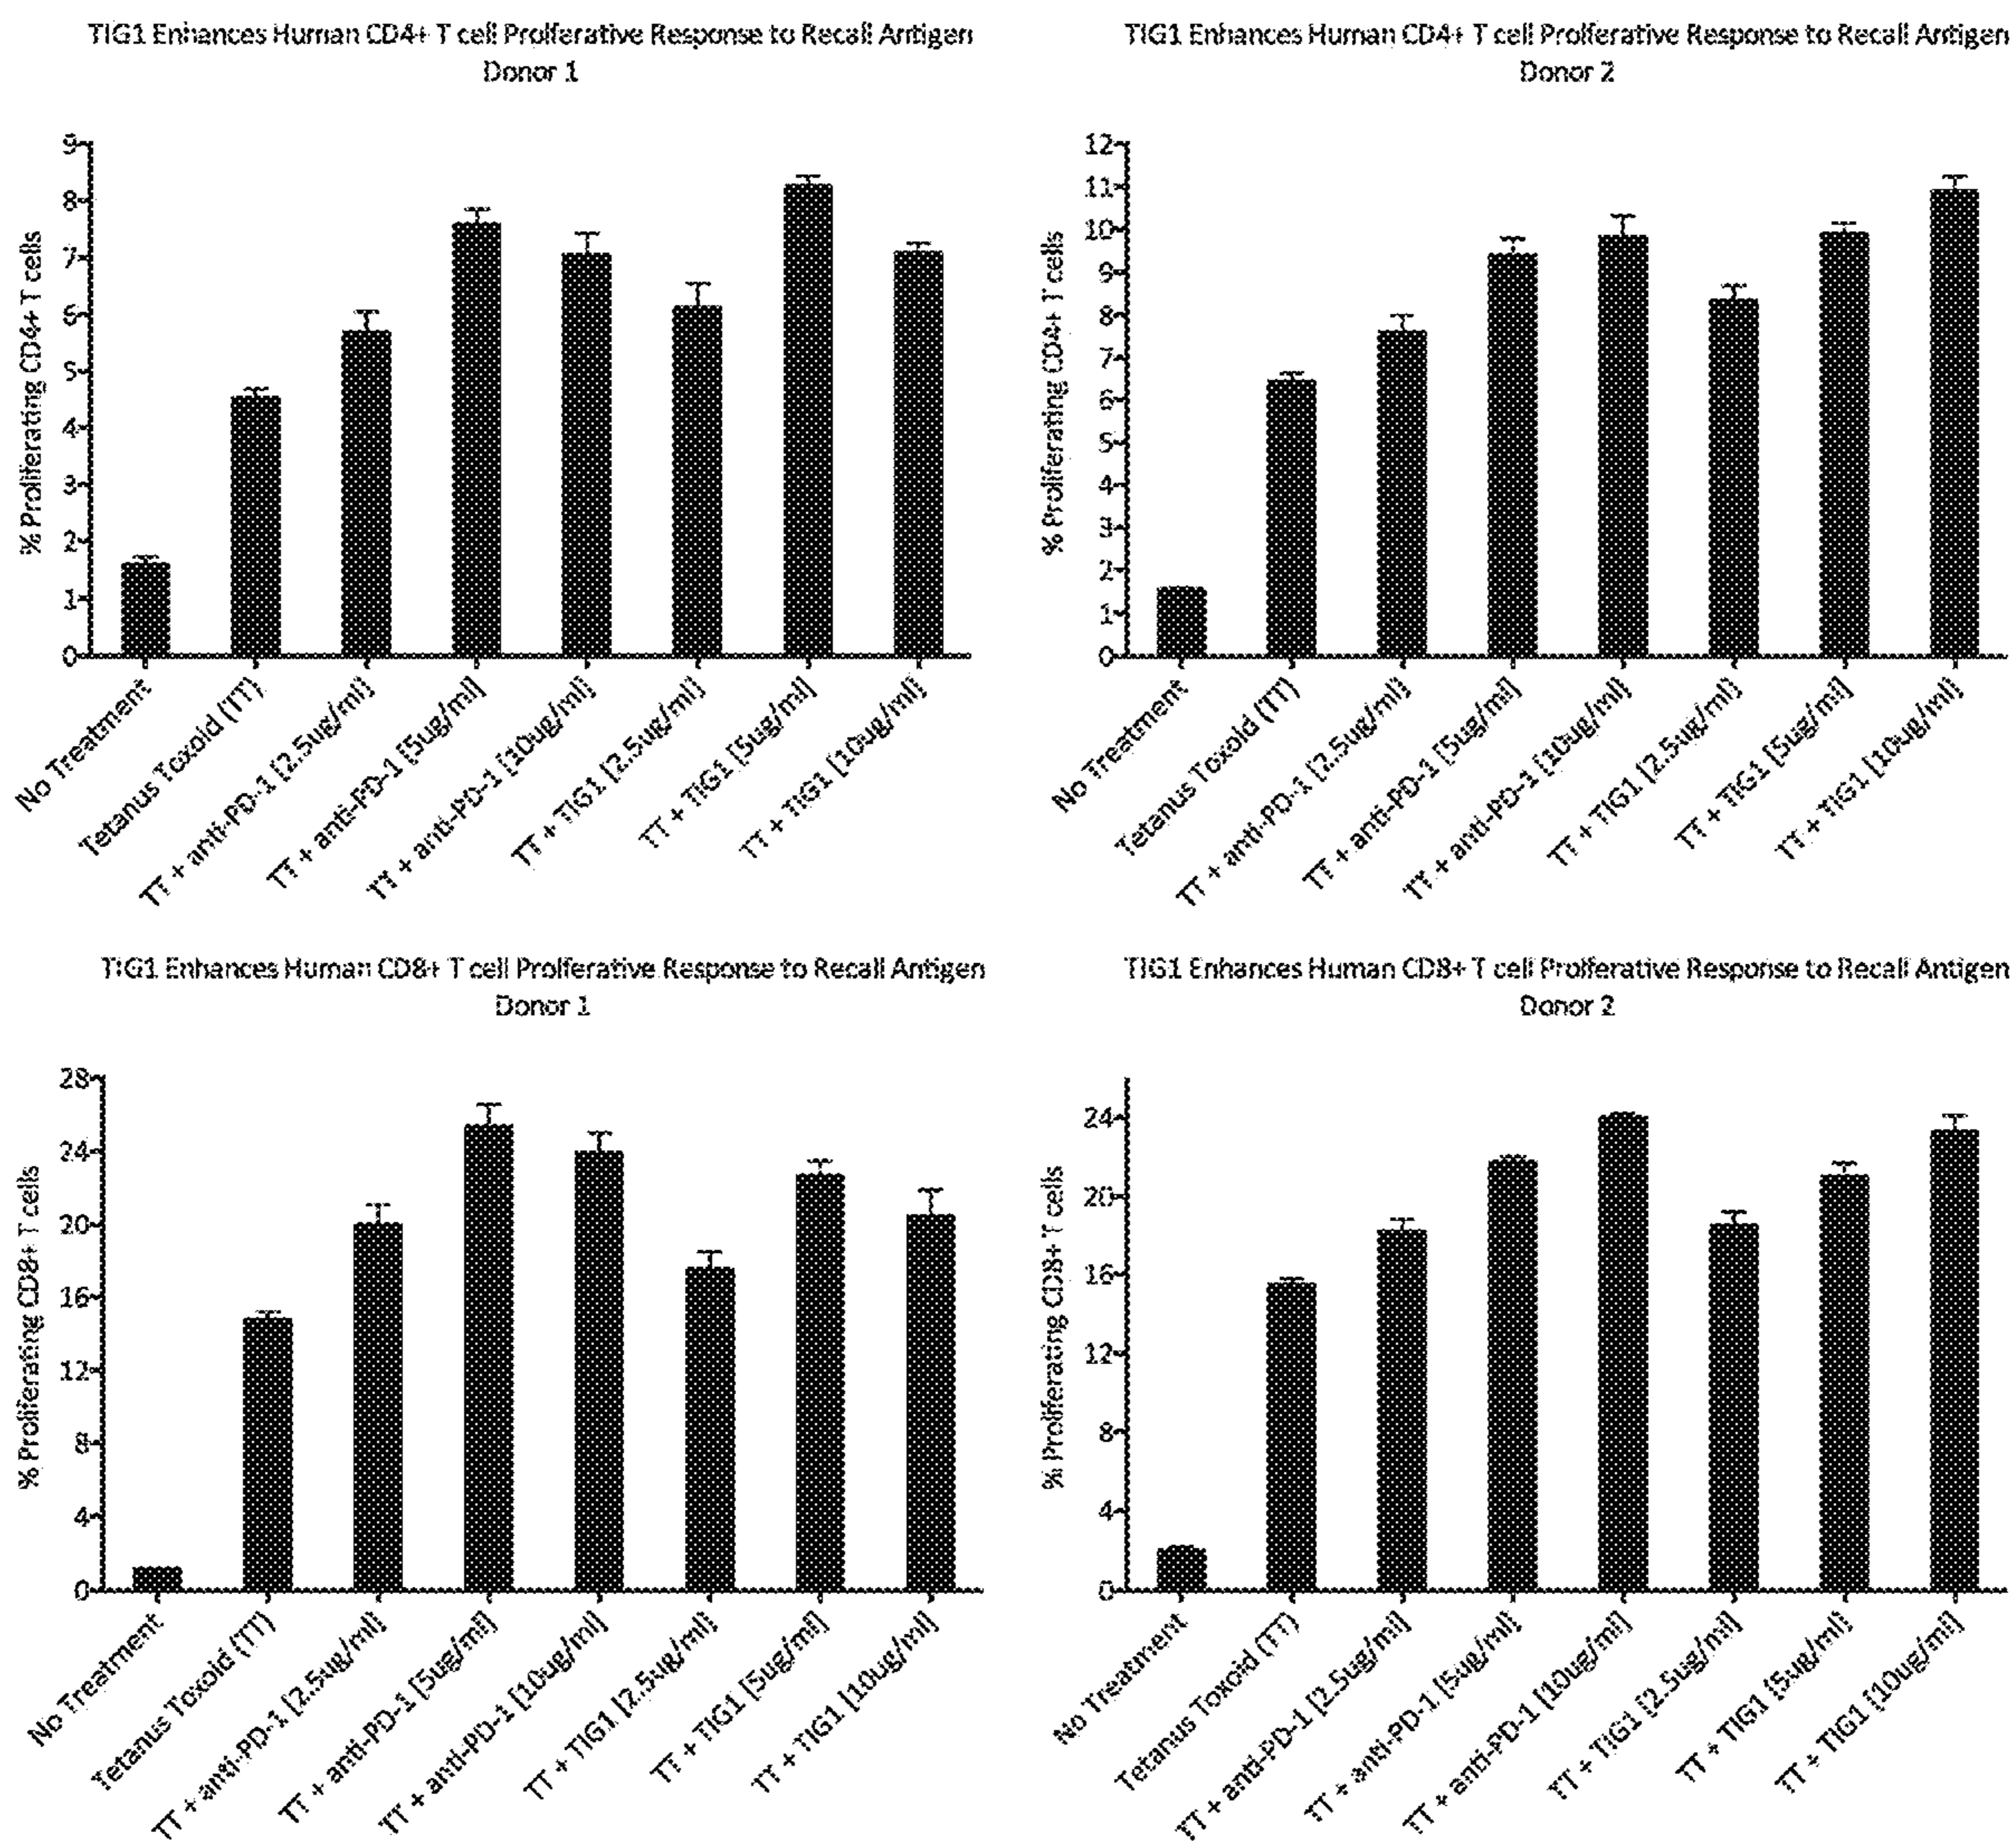 TIG1 Enhances Human CD4+ T cell Prolferative Response to Recall Antigen
Donor 1
% Proliferating CD4+ T cells
9
8
7
6
5
4
3
2
1
0
No Treatment
Tetanus Toxoid (TT)
TT + anti-PD-1 [2.5ug/ml]
TT + anti-PD-1 [5ug/ml]
TT + anti-PD-1 [10ug/ml]
TT + TIG1 [2.5ug/ml]
TT + TIG1 [5ug/ml]
TT + TIG1 [10ug/ml]
TIG1 Enhances Human CD4+ T cell Prolferative Response to Recall Antigen
Donor 2
% Proliferating CD4+ T cells
12
11
10
9
8
7
6
5
4
3
2
1
0
No Treatment
Tetanus Toxoid (TT)
TT + anti-PD-1 [2.5ug/ml]
TT + anti-PD-1 [5ug/ml]
TT + anti-PD-1 [10ug/ml]
TT + TIG1 [2.5ug/ml]
TT + TIG1 [5ug/ml]
TT + TIG1 [10ug/ml]
TIG1 Enhances Human CD8+ T cell Prolferative Response to Recall Antigen
Donor 1
% Proliferating CD8+ T cells
28
24
20
16
12
8
4
0
No Treatment
Tetanus Toxoid (TT)
TT + anti-PD-1 [2.5ug/ml]
TT + anti-PD-1 [5ug/ml]
TT + anti-PD-1 [10ug/ml]
TT + TIG1 [2.5ug/ml]
TT + TIG1 [5ug/ml]
TT + TIG1 [10ug/ml]
TIG1 Enhances Human CD8+ T cell Prolferative Response to Recall Antigen
Donor 2
% Proliferating CD8+ T cells
24
20
16
12
8
4
0
No Treatment
Tetanus Toxoid (TT)
TT + anti-PD-1 [2.5ug/ml]
TT + anti-PD-1 [5ug/ml]
TT + anti-PD-1 [10ug/ml]
TT + TIG1 [2.5ug/ml]
TT + TIG1 [5ug/ml]
TT + TIG1 [10ug/ml]